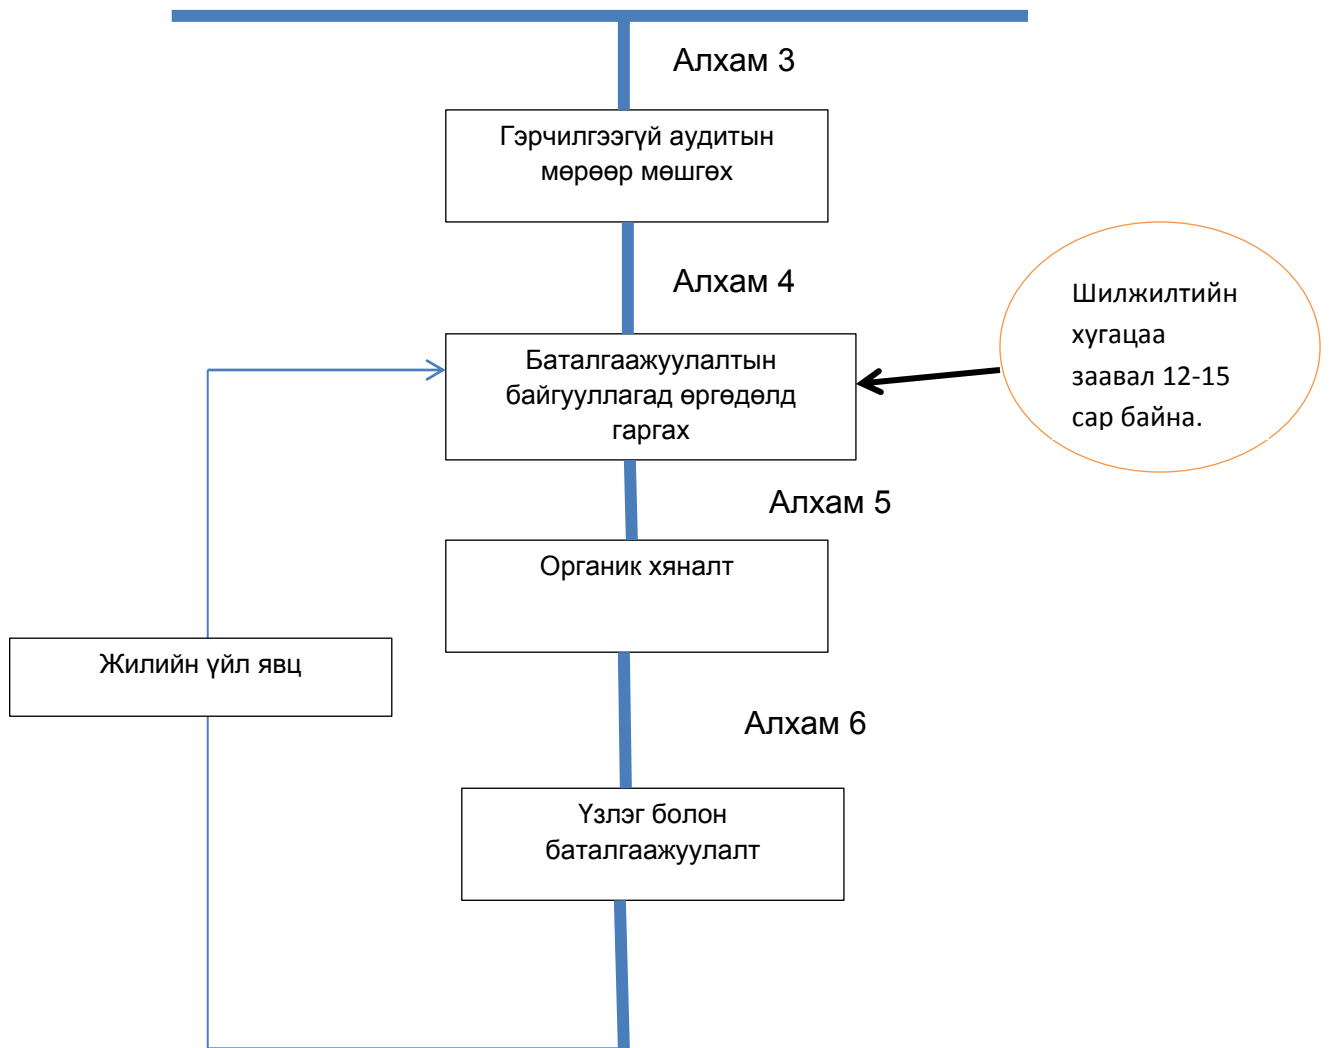 Алхам 3
Гэрчилгээгүй аудитын
мөрөөр мөшгөх
Алхам 4
Шилжилтийн
хугацаа
заавал 12-15
сар байна.
Баталгаажуулалтын
байгууллагад өргөдөлд
гаргах
Алхам 5
Органик хяналт
Жилийн үйл явц
Алхам 6
Үзлэг болон
баталгаажуулалт